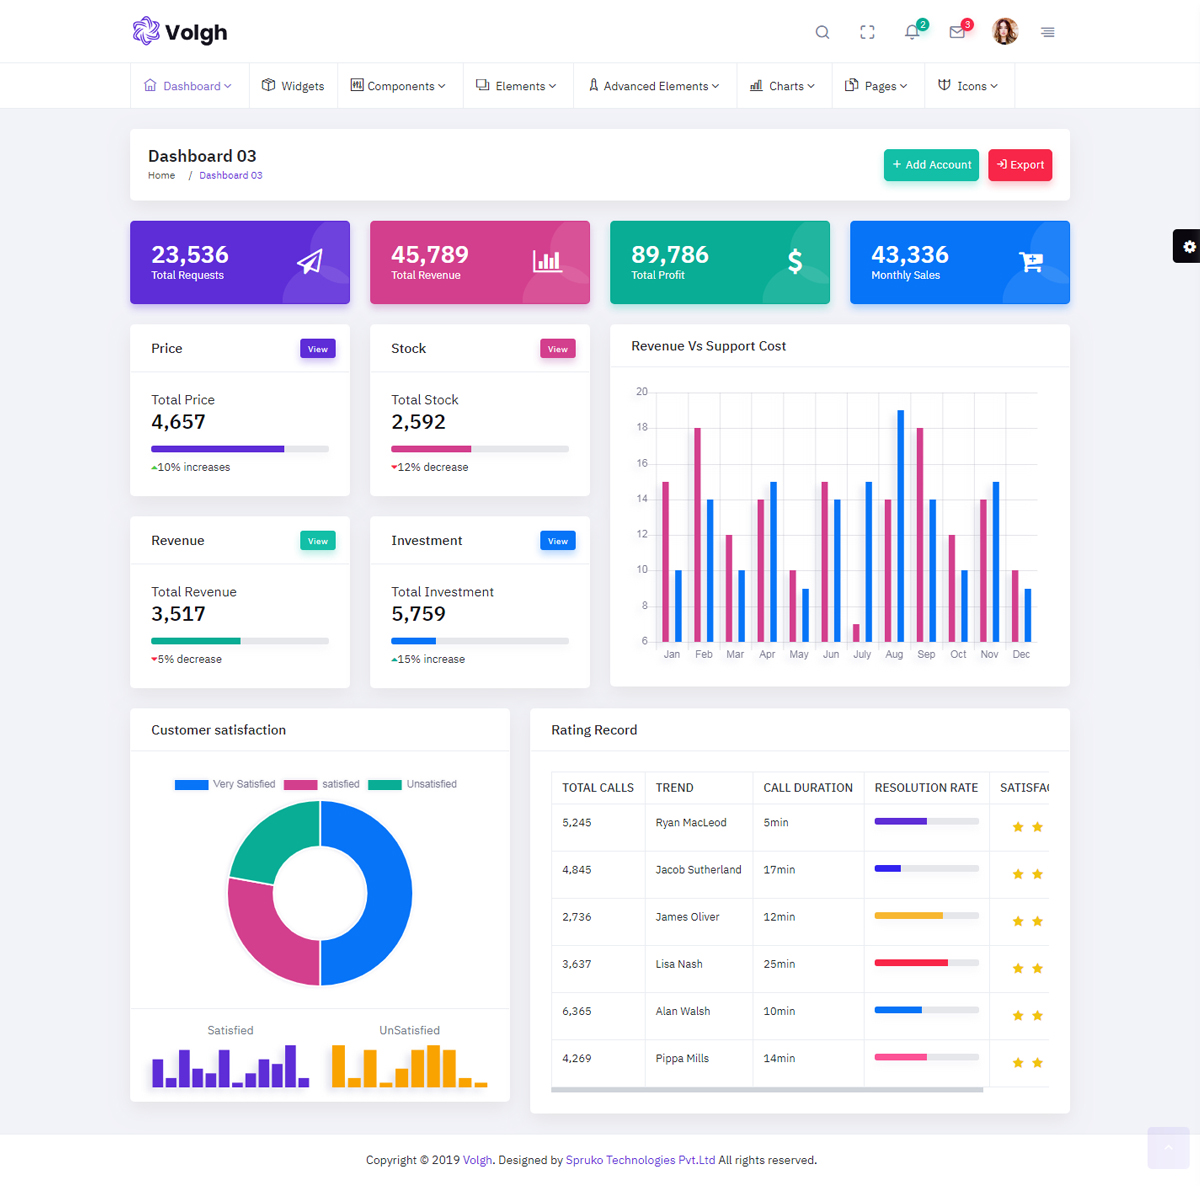 Volgh
2
3
Dashboard
Widgets
Components
Elements
Advanced Elements
Charts
Pages
Icons
Dashboard 03
Home / Dashboard 03
+ Add Account
Export
23,536
Total Requests
45,789
Total Revenue
89,786
Total Profit
$
43,336
Monthly Sales
Price
View
Total Price
4,657
10% increases
Stock
View
Total Stock
2,592
12% decrease
Revenue
View
Total Revenue
3,517
5% decrease
Investment
View
Total Investment
5,759
15% increase
Revenue Vs Support Cost
20
18
16
14
12
10
8
6
Jan Feb Mar Apr May Jun July Aug Sep Oct Nov Dec
Customer satisfaction
Very Satisfied satisfied Unsatisfied
Satisfied
UnSatisfied
Rating Record
TOTAL CALLS TREND CALL DURATION RESOLUTION RATE SATISFAC
5,245 Ryan MacLeod 5min
4,845 Jacob Sutherland 17min
2,736 James Oliver 12min
3,637 Lisa Nash 25min
6,365 Alan Walsh 10min
4,269 Pippa Mills 14min
Copyright © 2019 Volgh. Designed by Spruko Technologies Pvt.Ltd All rights reserved.